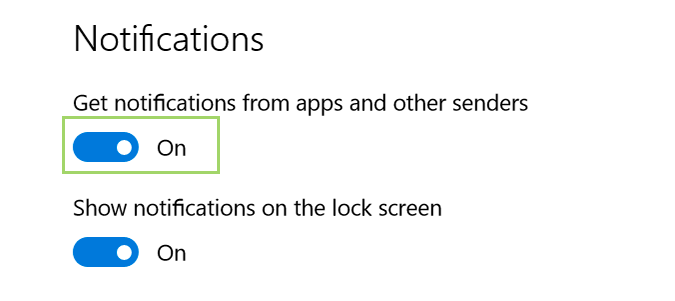 Notifications
Get notifications from apps and other senders
On
Show notifications on the lock screen
On